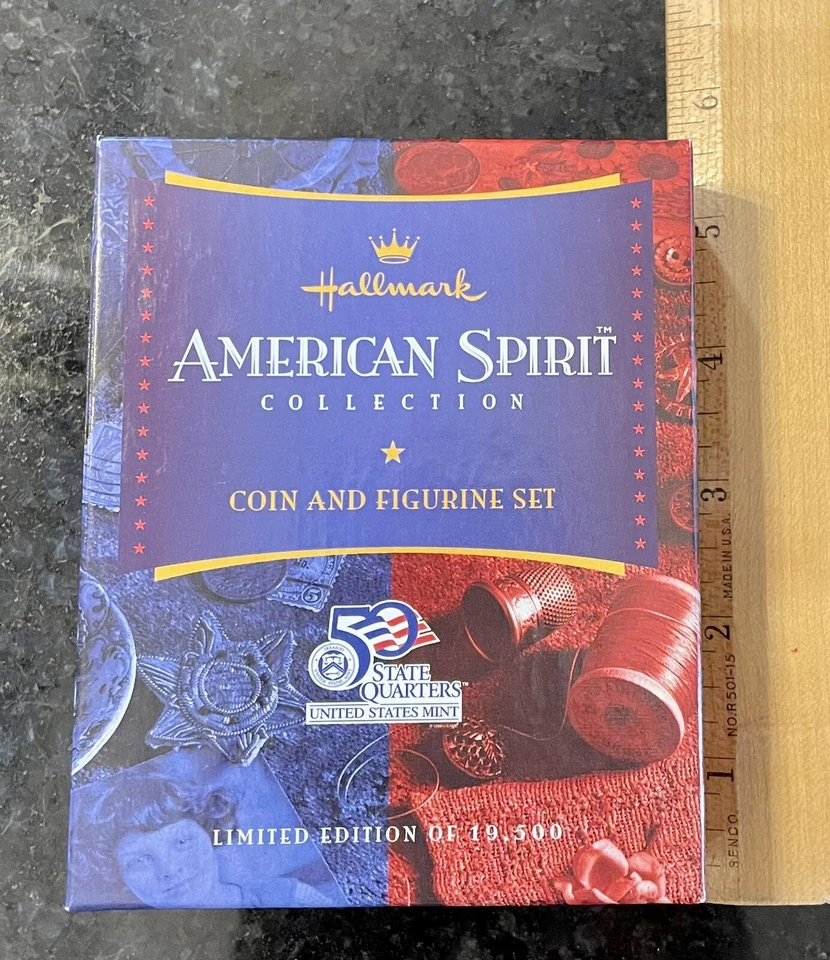 Hallmark
AMERICAN SPIRIT™
COLLECTION
COIN AND FIGURINE SET
50
STATE
QUARTERS™
UNITED STATES MINT
LIMITED EDITION OF 19,500
6
5
4
3
2
1
SENCO NO.R501-15 MADE IN U.S.A.
5